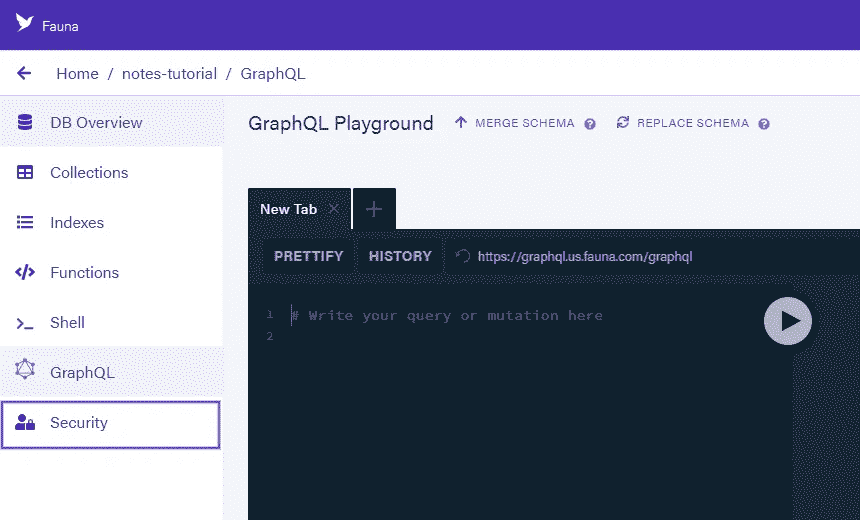 Fauna
Home / notes-tutorial / GraphQL
DB Overview
Collections
Indexes
Functions
Shell
GraphQL
Security
GraphQL Playground MERGE SCHEMA ? REPLACE SCHEMA ?
New Tab × +
PRETTIFY HISTORY https://graphql.us.fauna.com/graphql
1 # Write your query or mutation here
2